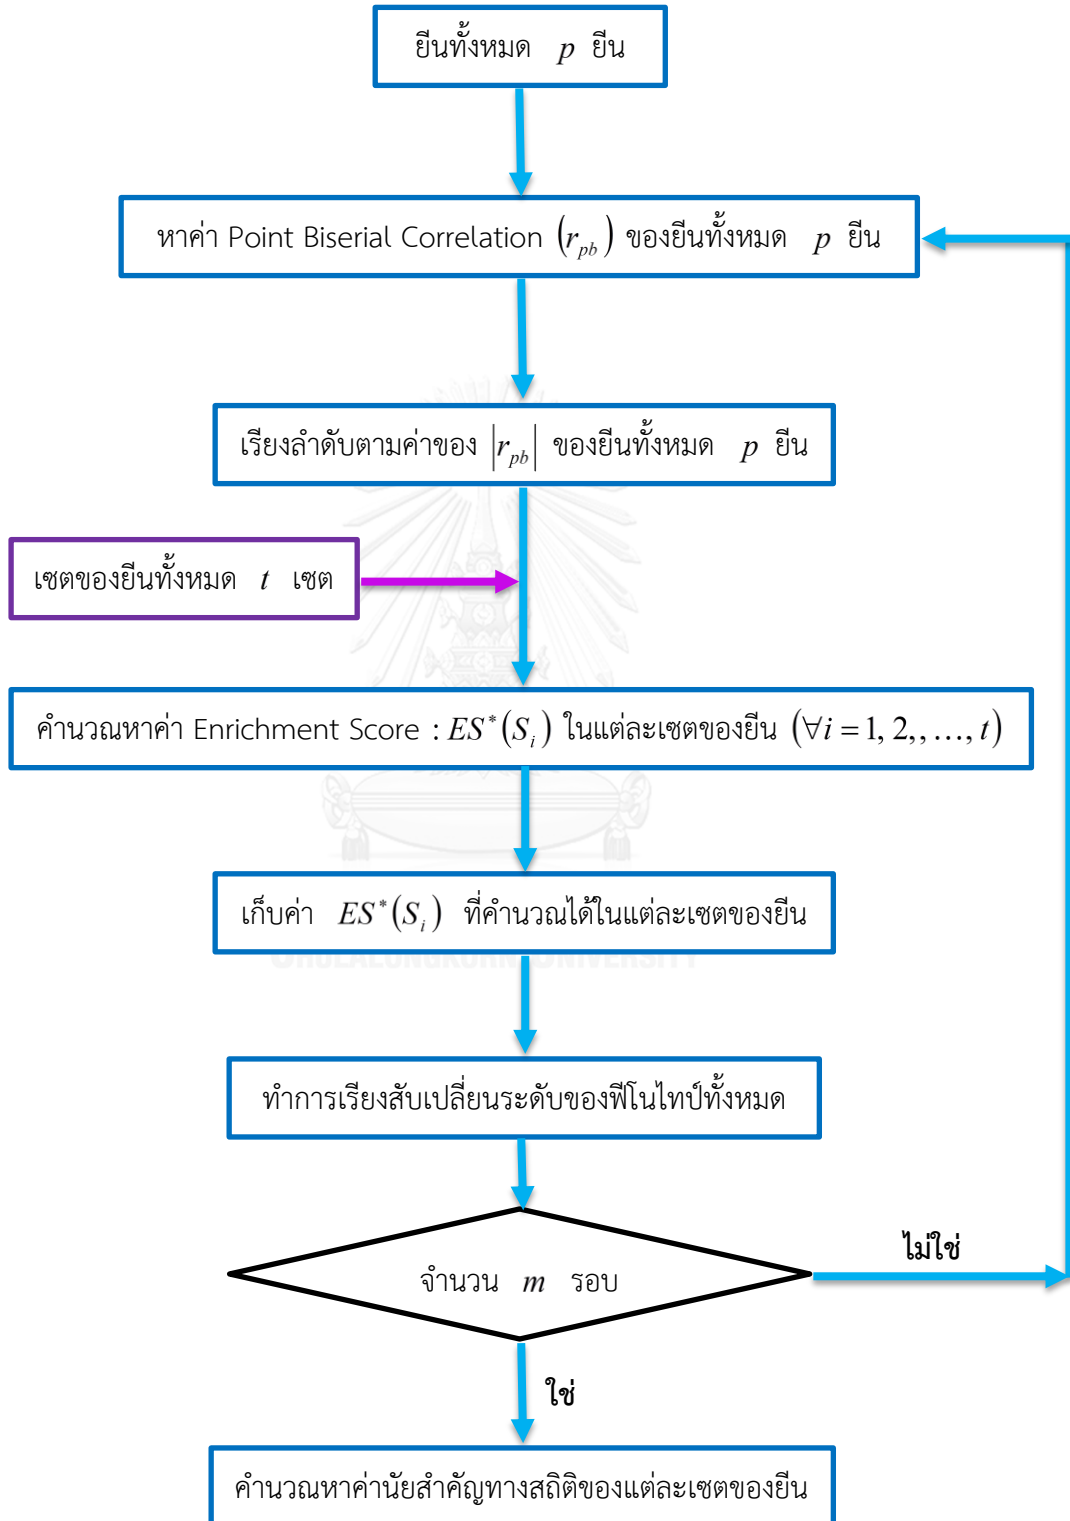 ยีนทั้งหมด p ยีน
หาค่า Point Biserial Correlation (r_{pb}) ของยีนทั้งหมด p ยีน
เรียงลำดับตามค่าของ |r_{pb}| ของยีนทั้งหมด p ยีน
เซตของยีนทั้งหมด t เซต
คำนวณหาค่า Enrichment Score : ES^*(S_i) ในแต่ละเซตของยีน (∀i = 1, 2, , …, t)
เก็บค่า ES^*(S_i) ที่คำนวณได้ในแต่ละเซตของยีน
CHULALONGKORN UNIVERSITY
ทำการเรียงสับเปลี่ยนระดับของฟีโนไทป์ทั้งหมด
ไม่ใช่
จำนวน m รอบ
ใช่
คำนวณหาค่านัยสำคัญทางสถิติของแต่ละเซตของยีน